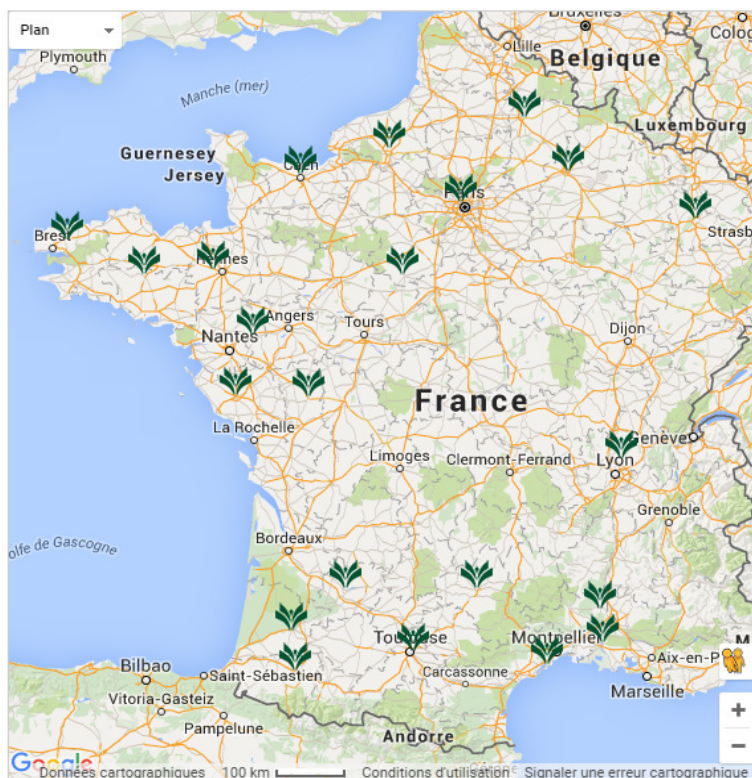 Bruxelles
Plan
Colog
Lille
Plymouth
Belgique
Manche (mer)
Luxembourg
Guernesey
Jersey
Caen
Paris
Brest
Strasb
Rennes
Angers
Tours
Dijon
Nantes
France
La Rochelle
Genève
Limoges
Clermont-Ferrand
Lyon
Grenoble
Bordeaux
olfe de Gascogne
Toulouse
Montpellier
M
Bilbao
Aix-en-P
Saint-Sébastien
Carcassonne
Vitoria-Gasteiz
Marseille
Pampelune
+
Andorre
−
Google
Données cartographiques 100 km Conditions d'utilisation Signaler une erreur cartographique